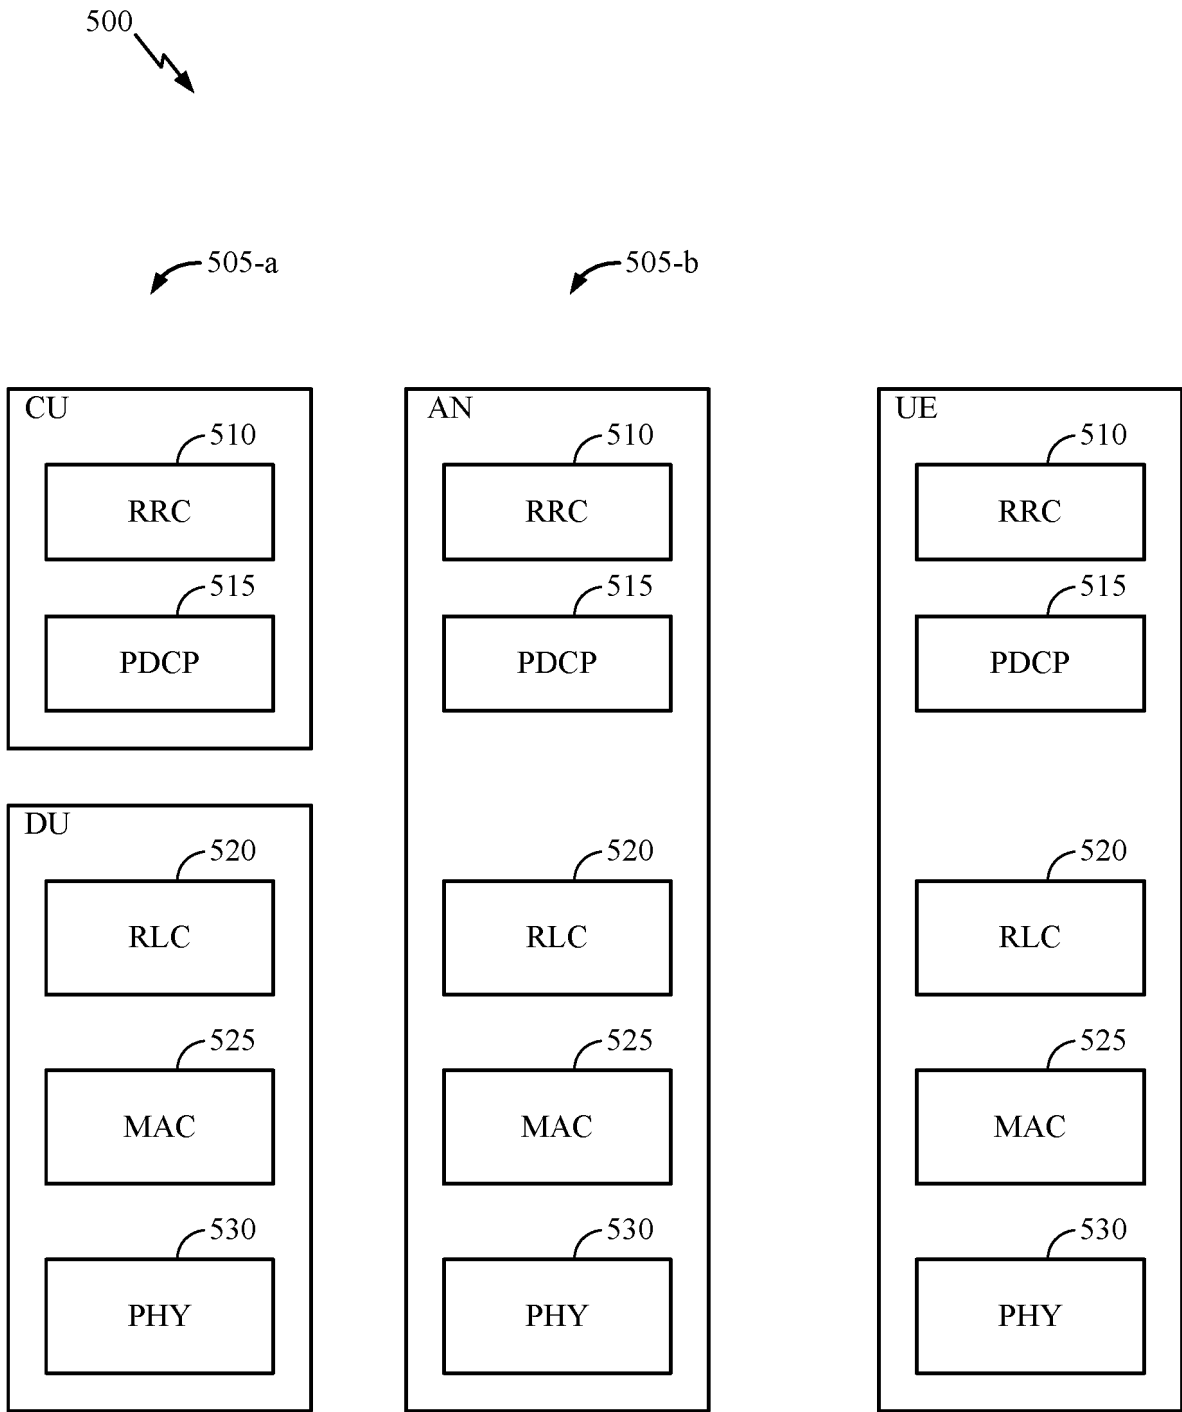 500
505-a 505-b
CU AN UE
510 510 510
RRC RRC RRC
515 515 515
PDCP PDCP PDCP
DU
520 520 520
RLC RLC RLC
525 525 525
MAC MAC MAC
530 530 530
PHY PHY PHY